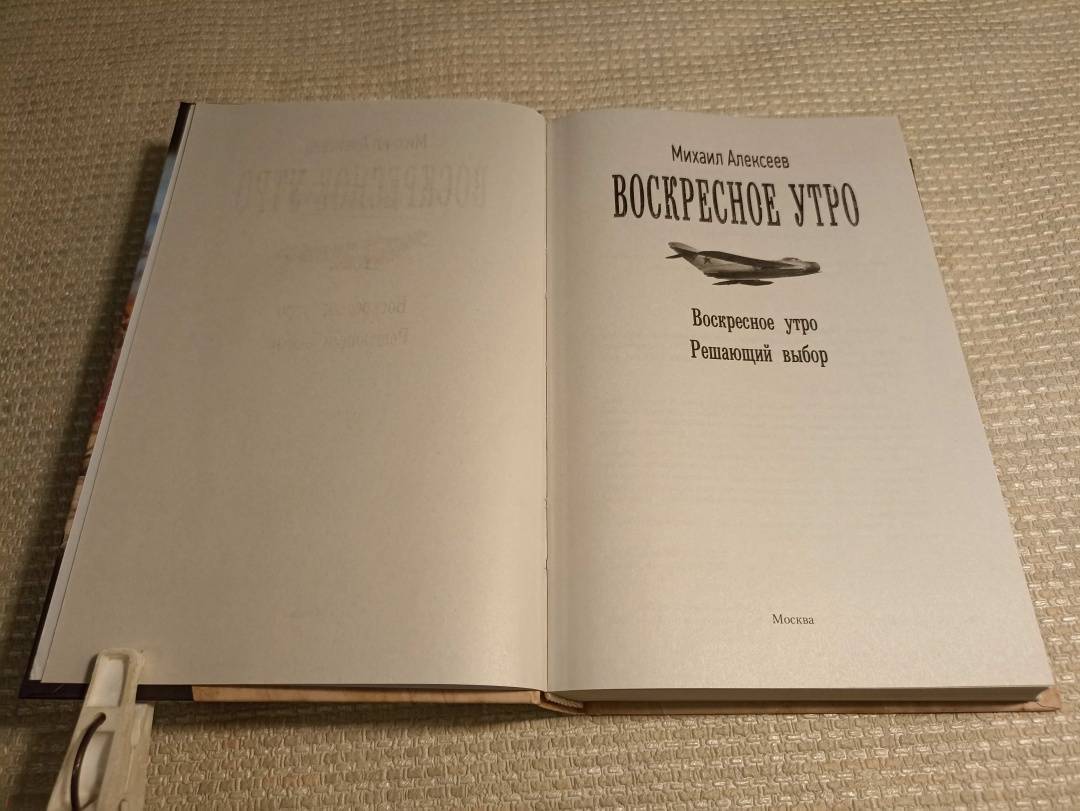 Михаил Алексеев
ВОСКРЕСНОЕ УТРО
Воскресное утро
Решающий выбор
Москва